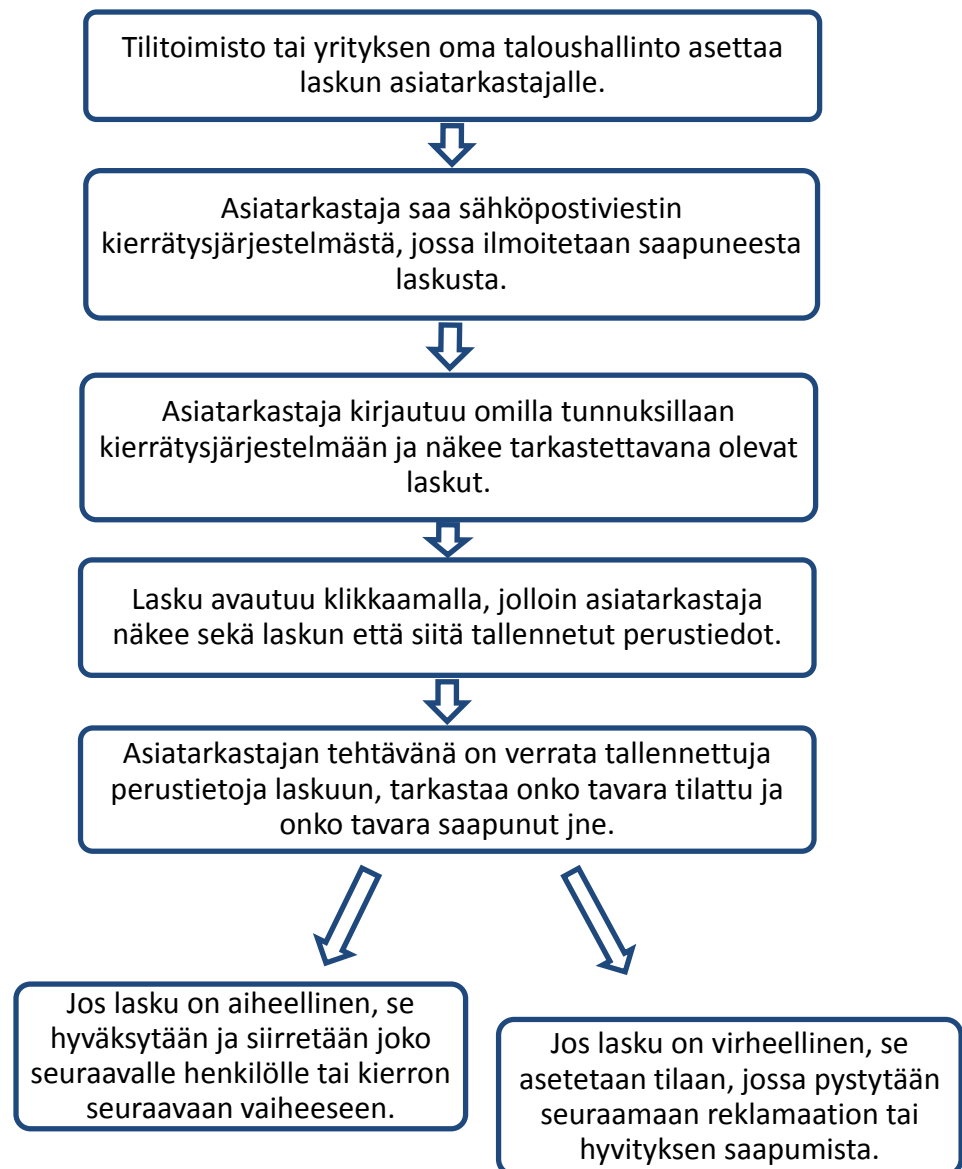 Tilitoimisto tai yrityksen oma taloushallinto asettaa
laskun asiatarkastajalle.
Asiatarkastaja saa sähköpostiviestin
kierrätysjärjestelmästä, jossa ilmoitetaan saapuneesta
laskusta.
Asiatarkastaja kirjautuu omilla tunnuksillaan
kierrätysjärjestelmään ja näkee tarkastettavana olevat
laskut.
Lasku avautuu klikkaamalla, jolloin asiatarkastaja
näkee sekä laskun että siitä tallennetut perustiedot.
Asiatarkastajan tehtävänä on verrata tallennettuja
perustietoja laskuun, tarkastaa onko tavara tilattu ja
onko tavara saapunut jne.
Jos lasku on aiheellinen, se
hyväksytään ja siirretään joko
seuraavalle henkilölle tai kierron
seuraavaan vaiheeseen.
Jos lasku on virheellinen, se
asetetaan tilaan, jossa pystytään
seuraamaan reklamaation tai
hyvityksen saapumista.